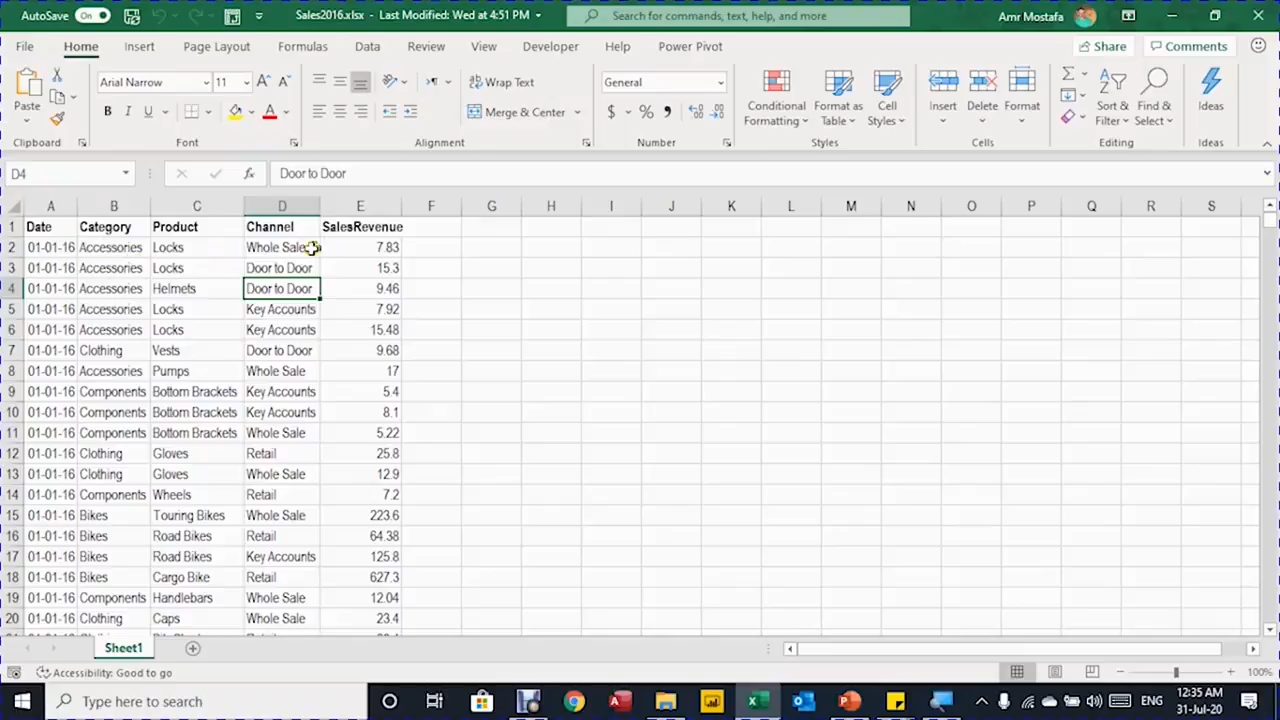 AutoSave On Sales2016.xlsx - Last Modified: Wed at 4:51 PM Search for commands, text, help, and more Amr Mostafa
File Home Insert Page Layout Formulas Data Review View Developer Help Power Pivot Share Comments
Paste
Arial Narrow 11
B I U
Wrap Text
Merge & Center
General
$ %
Conditional Formatting
Format as Table
Cell Styles
Insert Delete Format
Sort & Filter
Find & Select
Ideas
Clipboard Font Alignment Number Styles Cells Editing Ideas
D4 fx Door to Door
A B C D E F G H I J K L M N O P Q R S
1 Date Category Product Channel SalesRevenue
2 01-01-16 Accessories Locks Whole Sale 7.83
3 01-01-16 Accessories Locks Door to Door 15.3
4 01-01-16 Accessories Helmets Door to Door 9.46
5 01-01-16 Accessories Locks Key Accounts 7.92
6 01-01-16 Accessories Locks Key Accounts 15.48
7 01-01-16 Clothing Vests Door to Door 9.68
8 01-01-16 Accessories Pumps Whole Sale 17
9 01-01-16 Components Bottom Brackets Key Accounts 5.4
10 01-01-16 Components Bottom Brackets Key Accounts 8.1
11 01-01-16 Components Bottom Brackets Whole Sale 5.22
12 01-01-16 Clothing Gloves Retail 25.8
13 01-01-16 Clothing Gloves Whole Sale 12.9
14 01-01-16 Components Wheels Retail 7.2
15 01-01-16 Bikes Touring Bikes Whole Sale 223.6
16 01-01-16 Bikes Road Bikes Retail 64.38
17 01-01-16 Bikes Road Bikes Key Accounts 125.8
18 01-01-16 Bikes Cargo Bike Retail 627.3
19 01-01-16 Components Handlebars Whole Sale 12.04
20 01-01-16 Clothing Caps Whole Sale 23.4
Sheet1
Accessibility: Good to go 100%
Type here to search ENG 12:35 AM
31-Jul-20